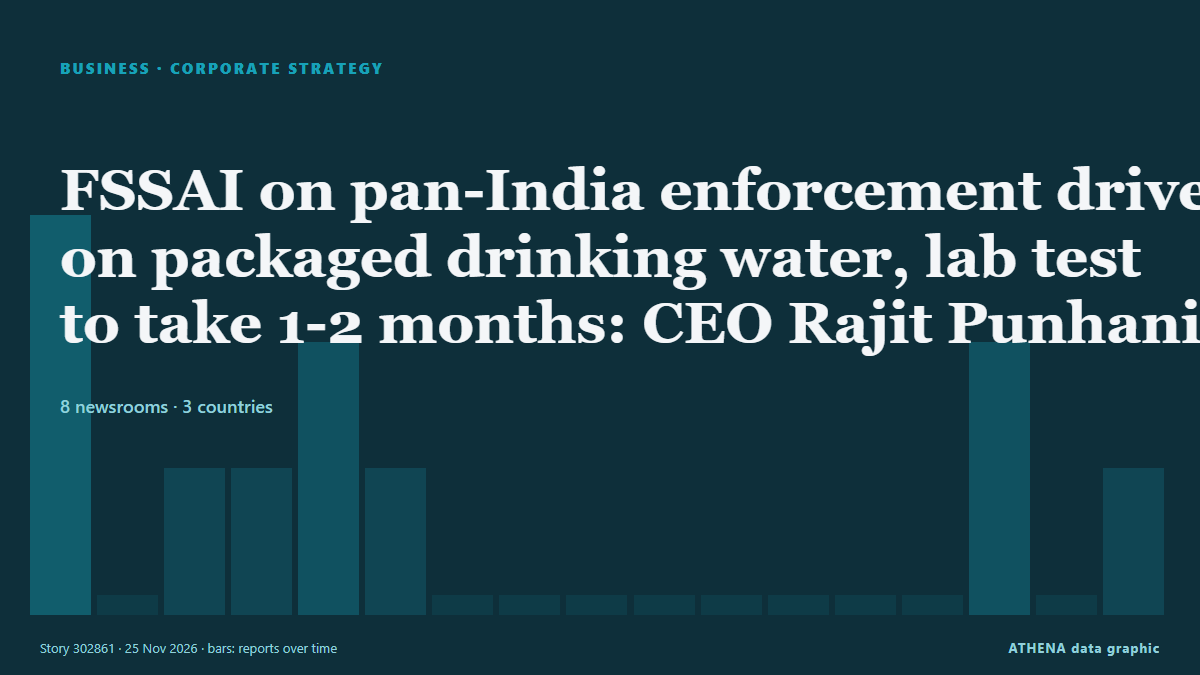 BUSINESS · CORPORATE STRATEGY
FSSAI on pan-India enforcement drive
on packaged drinking water, lab test
to take 1-2 months: CEO Rajit Punhani
8 newsrooms · 3 countries
Story 302861 · 25 Nov 2026 · bars: reports over time
ATHENA data graphic